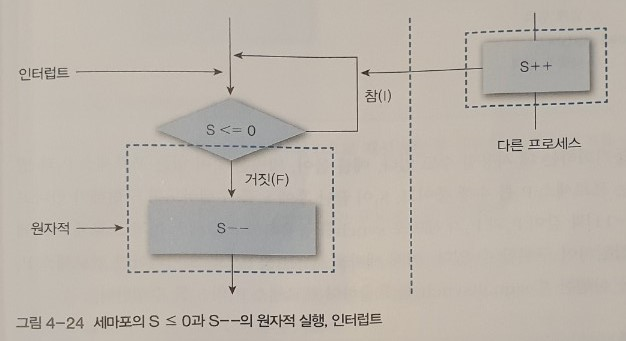 인터럽트
S <= 0
참(I)
S++
다른 프로세스
거짓(F)
원자적
S--
그림 4-24 세마포의 S ≤ 0과 S--의 원자적 실행, 인터럽트